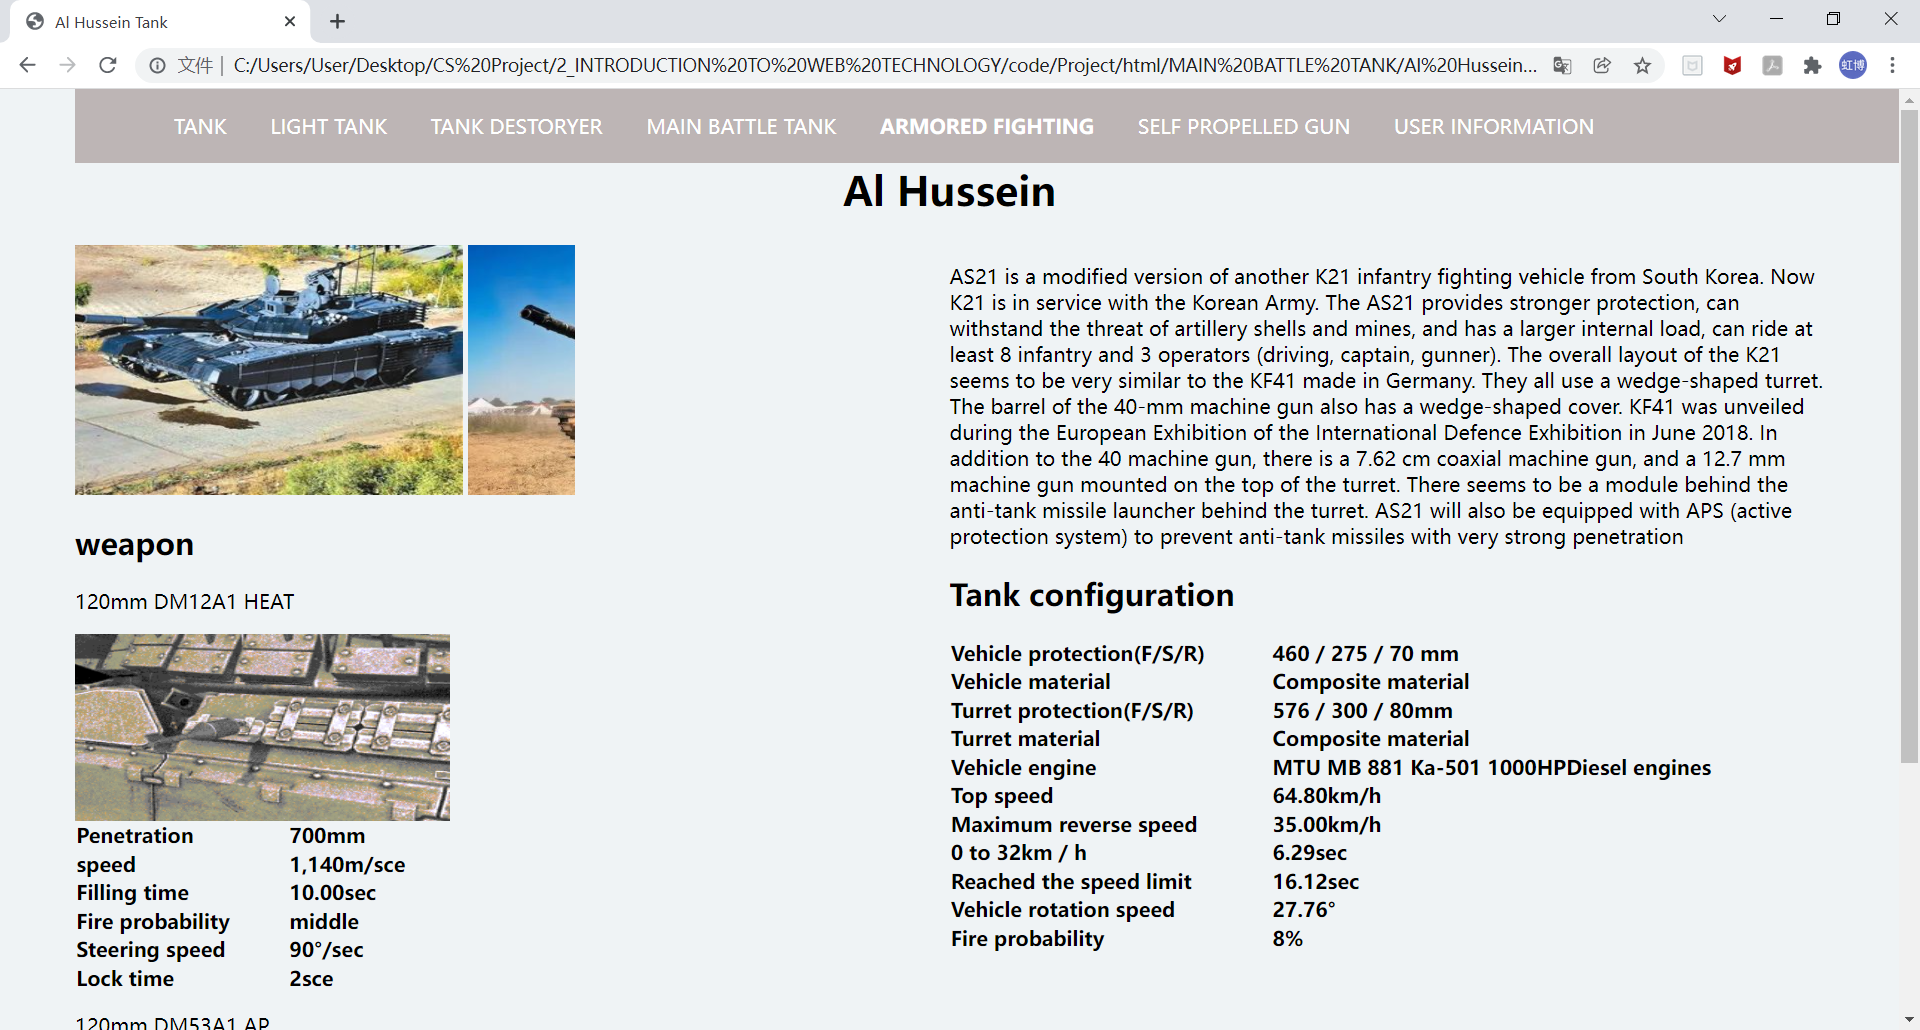 Al Hussein Tank
文件 | C:/Users/User/Desktop/CS%20Project/2_INTRODUCTION%20TO%20WEB%20TECHNOLOGY/code/Project/html/MAIN%20BATTLE%20TANK/Al%20Hussein...
虹博
TANK LIGHT TANK TANK DESTORYER MAIN BATTLE TANK ARMORED FIGHTING SELF PROPELLED GUN USER INFORMATION
Al Hussein
AS21 is a modified version of another K21 infantry fighting vehicle from South Korea. Now
K21 is in service with the Korean Army. The AS21 provides stronger protection, can
withstand the threat of artillery shells and mines, and has a larger internal load, can ride at
least 8 infantry and 3 operators (driving, captain, gunner). The overall layout of the K21
seems to be very similar to the KF41 made in Germany. They all use a wedge-shaped turret.
The barrel of the 40-mm machine gun also has a wedge-shaped cover. KF41 was unveiled
during the European Exhibition of the International Defence Exhibition in June 2018. In
addition to the 40 machine gun, there is a 7.62 cm coaxial machine gun, and a 12.7 mm
machine gun mounted on the top of the turret. There seems to be a module behind the
anti-tank missile launcher behind the turret. AS21 will also be equipped with APS (active
protection system) to prevent anti-tank missiles with very strong penetration
weapon
120mm DM12A1 HEAT
Penetration 700mm
speed 1,140m/sce
Filling time 10.00sec
Fire probability middle
Steering speed 90°/sec
Lock time 2sce
120mm DM53A1 AP
Tank configuration
Vehicle protection(F/S/R) 460 / 275 / 70 mm
Vehicle material Composite material
Turret protection(F/S/R) 576 / 300 / 80mm
Turret material Composite material
Vehicle engine MTU MB 881 Ka-501 1000HPDiesel engines
Top speed 64.80km/h
Maximum reverse speed 35.00km/h
0 to 32km / h 6.29sec
Reached the speed limit 16.12sec
Vehicle rotation speed 27.76°
Fire probability 8%